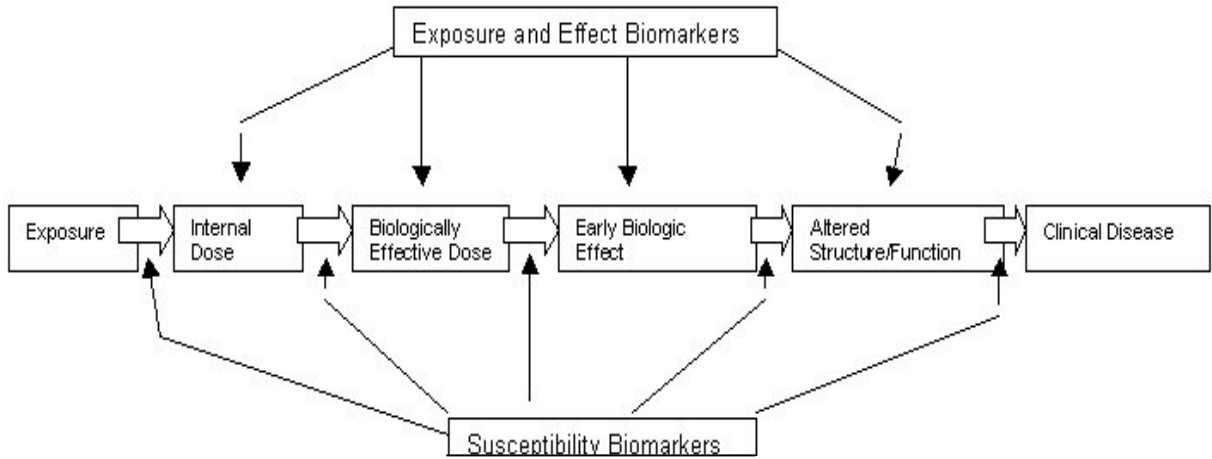 Exposure and Effect Biomarkers
Exposure
Internal
Dose
Biologically
Effective Dose
Early Biologic
Effect
Altered
Structure/Function
Clinical Disease
Susceptibility Biomarkers